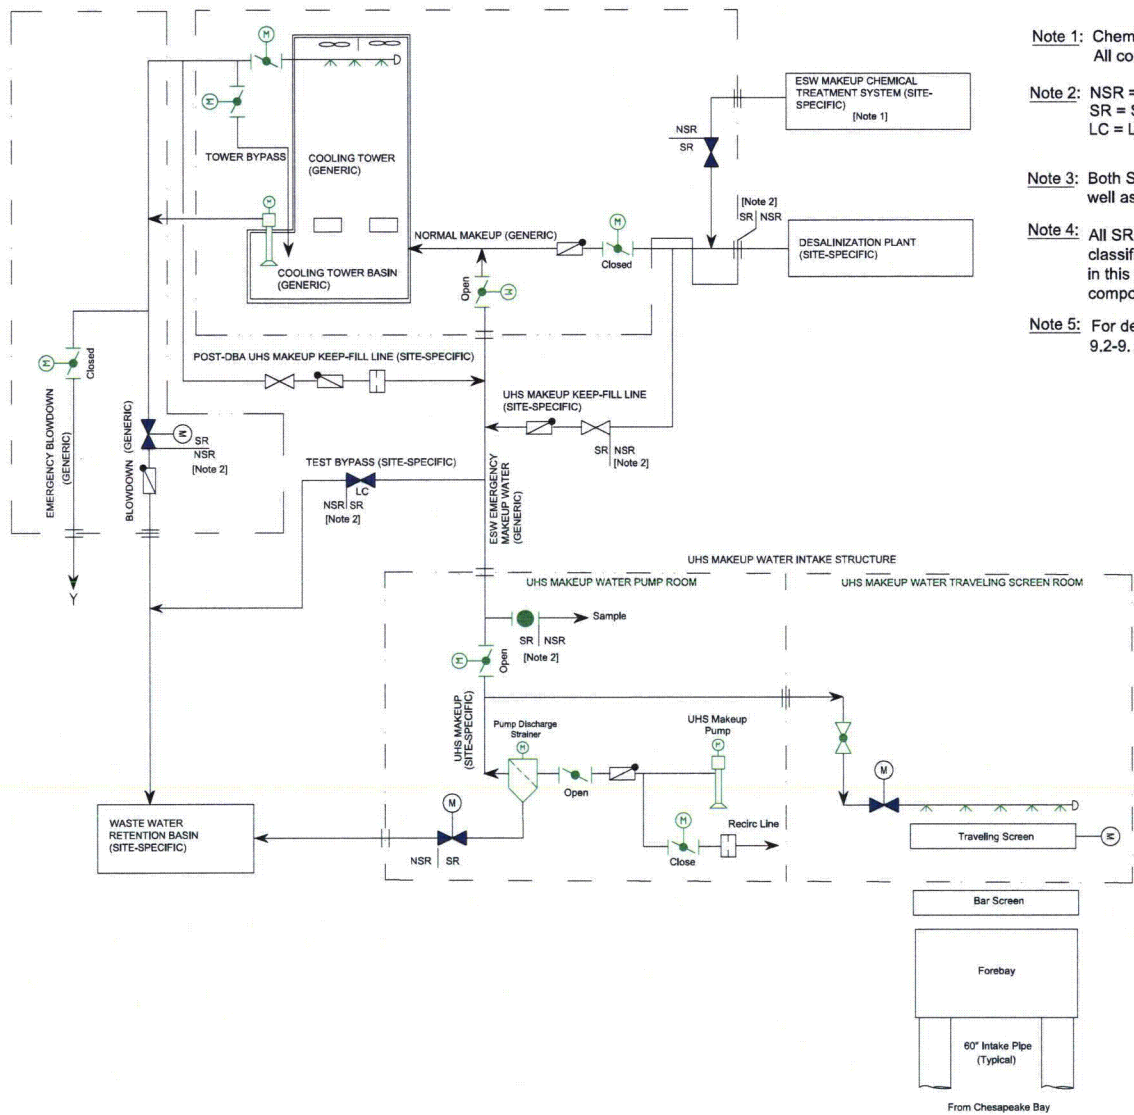 Note 1: Chem
All co
Note 2: NSR =
SR = S
LC = L
Note 3: Both S
well as
Note 4: All SR
classif
in this
compo
Note 5: For de
9.2-9.
M
M
TOWER BYPASS
COOLING TOWER
(GENERIC)
COOLING TOWER BASIN
(GENERIC)
NORMAL MAKEUP (GENERIC)
M
Closed
Open
M
ESW MAKEUP CHEMICAL
TREATMENT SYSTEM (SITE-
SPECIFIC)
[Note 1]
NSR
SR
[Note 2]
SR NSR
DESALINIZATION PLANT
(SITE-SPECIFIC)
POST-DBA UHS MAKEUP KEEP-FILL LINE (SITE-SPECIFIC)
UHS MAKEUP KEEP-FILL LINE
(SITE-SPECIFIC)
SR NSR
[Note 2]
M
Closed
EMERGENCY BLOWDOWN
(GENERIC)
BLOWDOWN (GENERIC)
M
SR
NSR
[Note 2]
TEST BYPASS (SITE-SPECIFIC)
LC
NSR SR
[Note 2]
ESW EMERGENCY
MAKEUP WATER
(GENERIC)
Y
UHS MAKEUP WATER INTAKE STRUCTURE
UHS MAKEUP WATER PUMP ROOM
UHS MAKEUP WATER TRAVELING SCREEN ROOM
Sample
SR NSR
[Note 2]
M
Open
UHS MAKEUP
(SITE-SPECIFIC)
Pump Discharge
Strainer
M
UHS Makeup
Pump
M
Open
M
Close
Recirc Line
M
NSR SR
WASTE WATER
RETENTION BASIN
(SITE-SPECIFIC)
M
Traveling Screen
M
Bar Screen
Forebay
60" Intake Pipe
(Typical)
From Chesapeake Bay